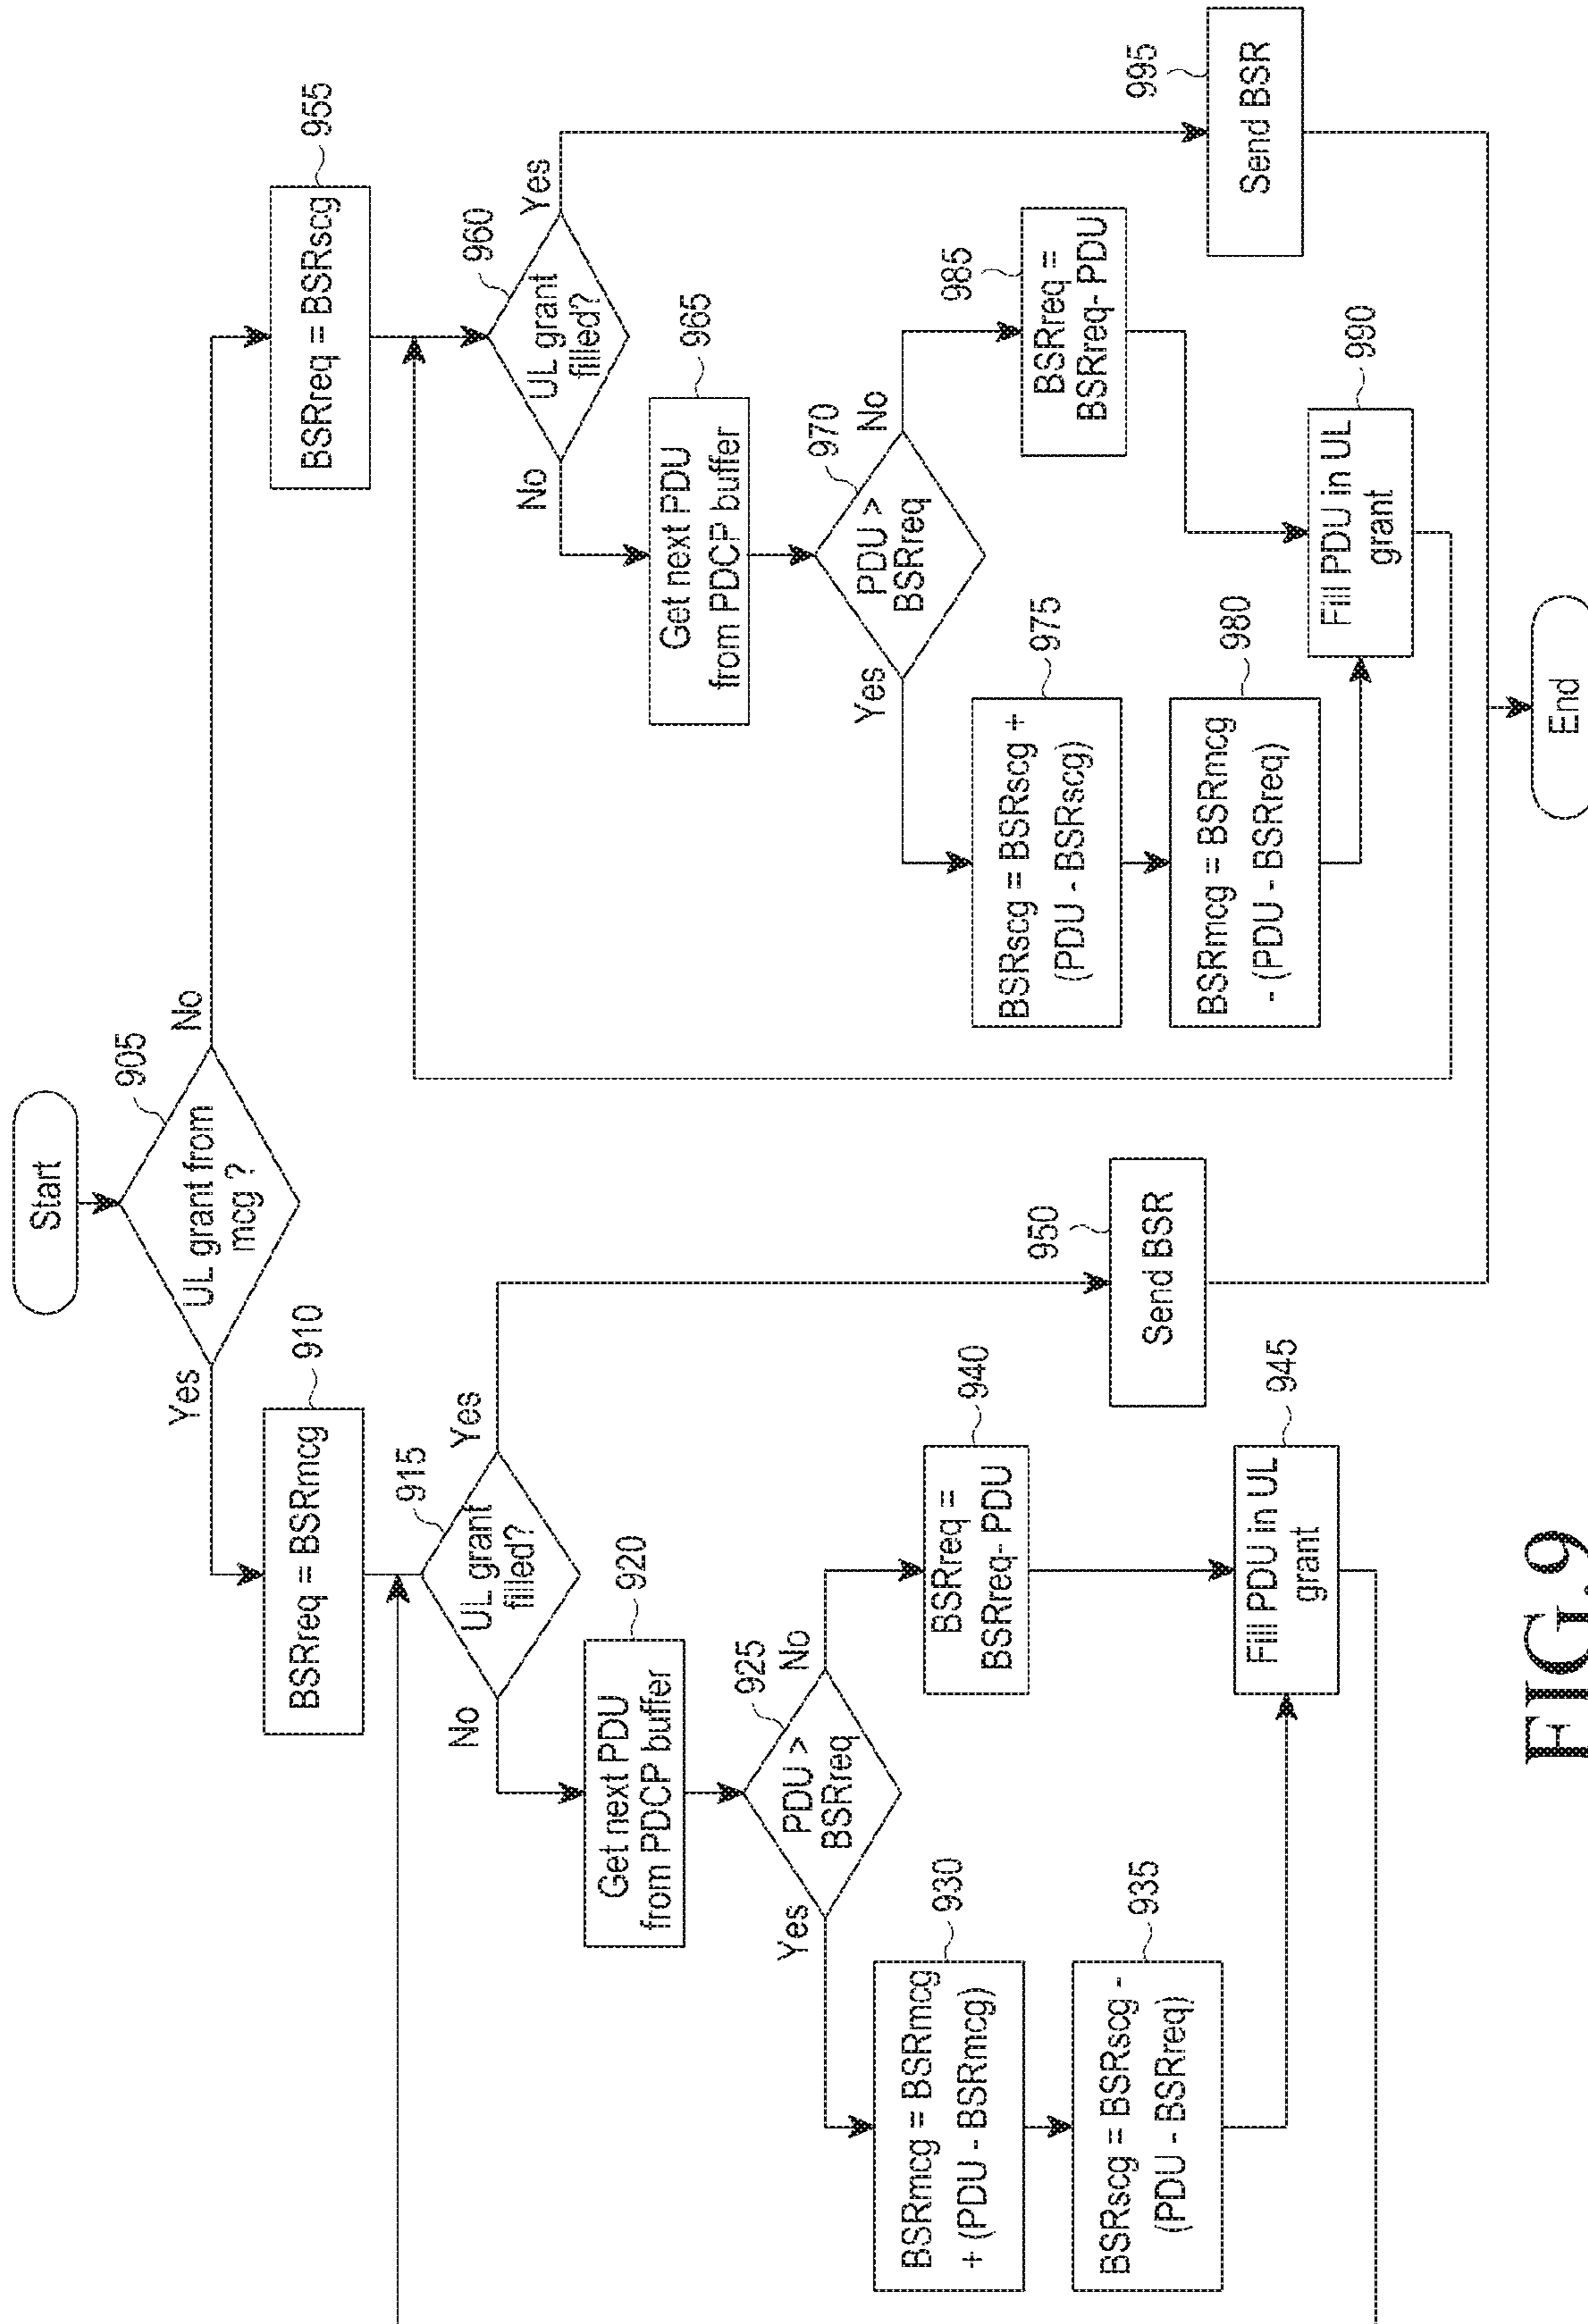 Start
905
UL grant from
mcg ?
Yes
No
910
BSRreq = BSRmcg
915
UL grant
filled?
Yes
No
920
Get next PDU
from PDCP buffer
925
PDU >
BSRreq
Yes
No
930
BSRmcg = BSRmcg
+ (PDU - BSRmcg)
935
BSRscg = BSRscg -
(PDU - BSRreq)
940
BSRreq =
BSRreq- PDU
945
Fill PDU in UL
grant
950
Send BSR
955
BSRreq = BSRscg
960
UL grant
filled?
Yes
No
965
Get next PDU
from PDCP buffer
970
PDU >
BSRreq
Yes
No
975
BSRscg = BSRscg +
(PDU - BSRscg)
980
BSRmcg = BSRmcg
- (PDU - BSRreq)
985
BSRreq =
BSRreq- PDU
990
Fill PDU in UL
grant
995
Send BSR
End
FIG.9